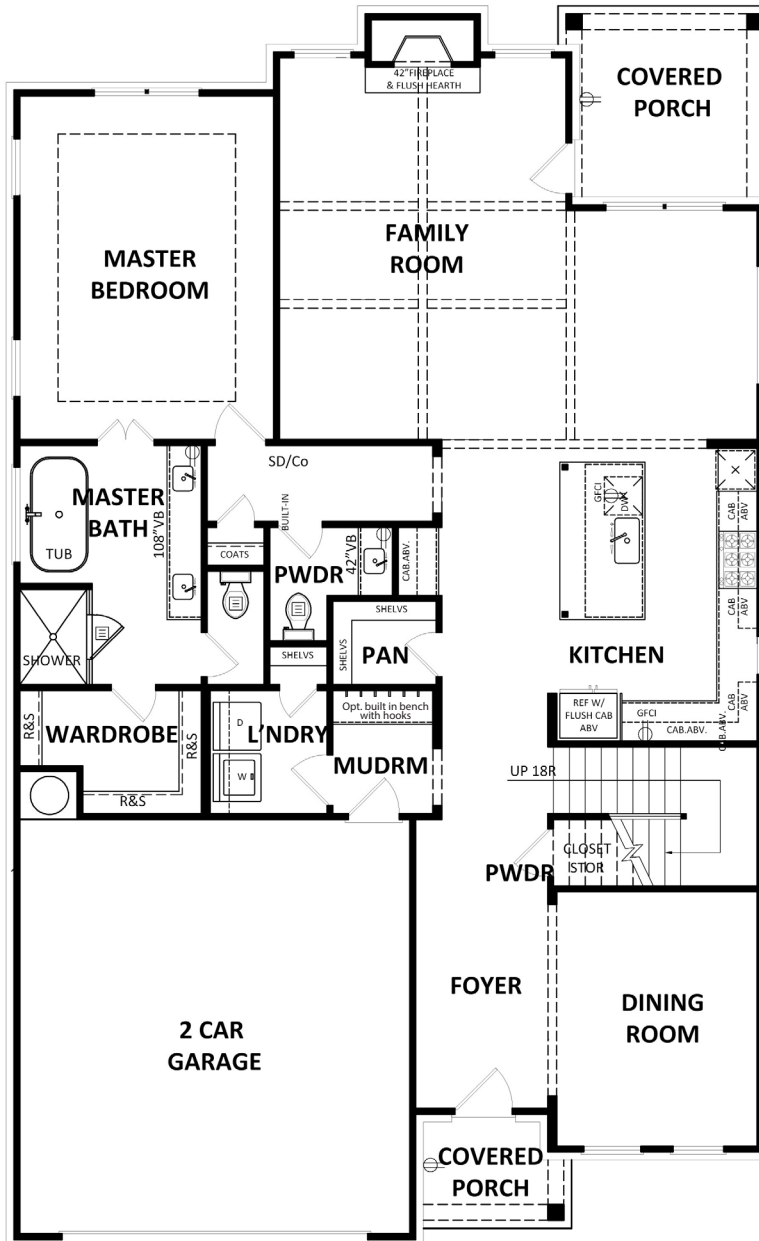 42"FIREPLACE
& FLUSH HEARTH
COVERED
PORCH
FAMILY
ROOM
MASTER
BEDROOM
SD/Co
MASTER
BATH
TUB
108"VB
BUILT-IN
COATS
PWDR
42"VB
CAB.ABV.
GFCI
DW
CAB
ABV
CAB
ABV
CAB
ABV
SHELVS
SHELVS
PAN
SHELVS
KITCHEN
SHOWER
WARDROBE
R&S
R&S
R&S
L'NDRY
D
W
Opt. built in bench
with hooks
MUDRM
REF W/
FLUSH CAB
ABV
GFCI
CAB.ABV.
CAB.ABV.
UP 18R
CLOSET
STOR
PWDR
FOYER
DINING
ROOM
2 CAR
GARAGE
COVERED
PORCH